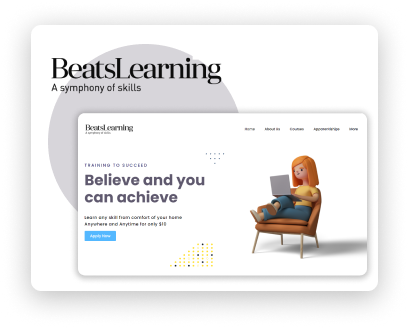 BeatsLearning
A symphony of skills
BeatsLearning
A symphony of skills
Home About Us Courses Apprenticeships More
TRAINING TO SUCCEED
Believe and you
can achieve
Learn any skill from comfort of your home
Anywhere and Anytime for only $10
Apply Now